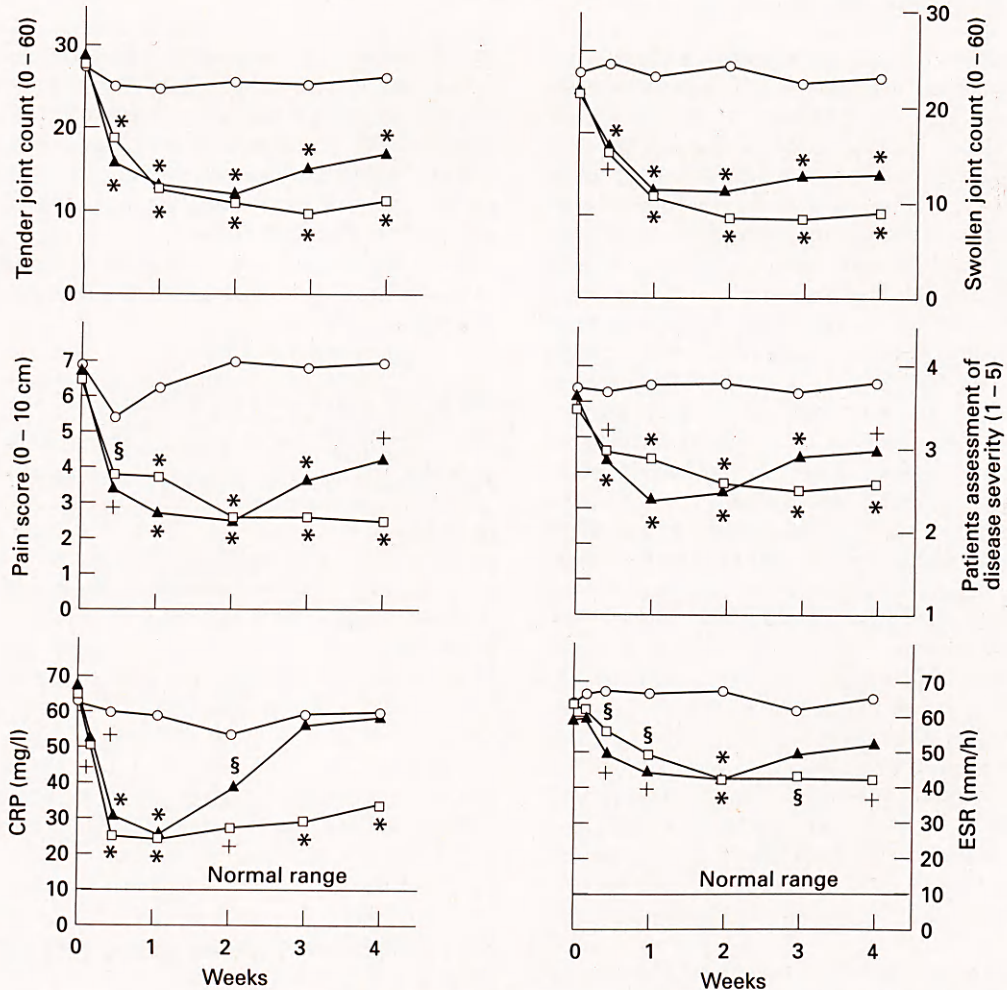 Tender joint count (0 – 60)
30
20
10
0
* * * * *
* * * * *
Swollen joint count (0 – 60)
30
20
10
0
* * * * *
+ * * * *
Pain score (0 – 10 cm)
7
6
5
4
3
2
1
0
§ * * * +
+ * * * *
Patients assessment of
disease severity (1 – 5)
4
3
2
1
+ * * * +
* * * * *
CRP (mg/l)
70
60
50
40
30
20
10
0
+ + * * §
* * + * *
Normal range
0 1 2 3 4
Weeks
ESR (mm/h)
70
60
50
40
30
20
10
0
§ § *
+ + * § +
Normal range
0 1 2 3 4
Weeks